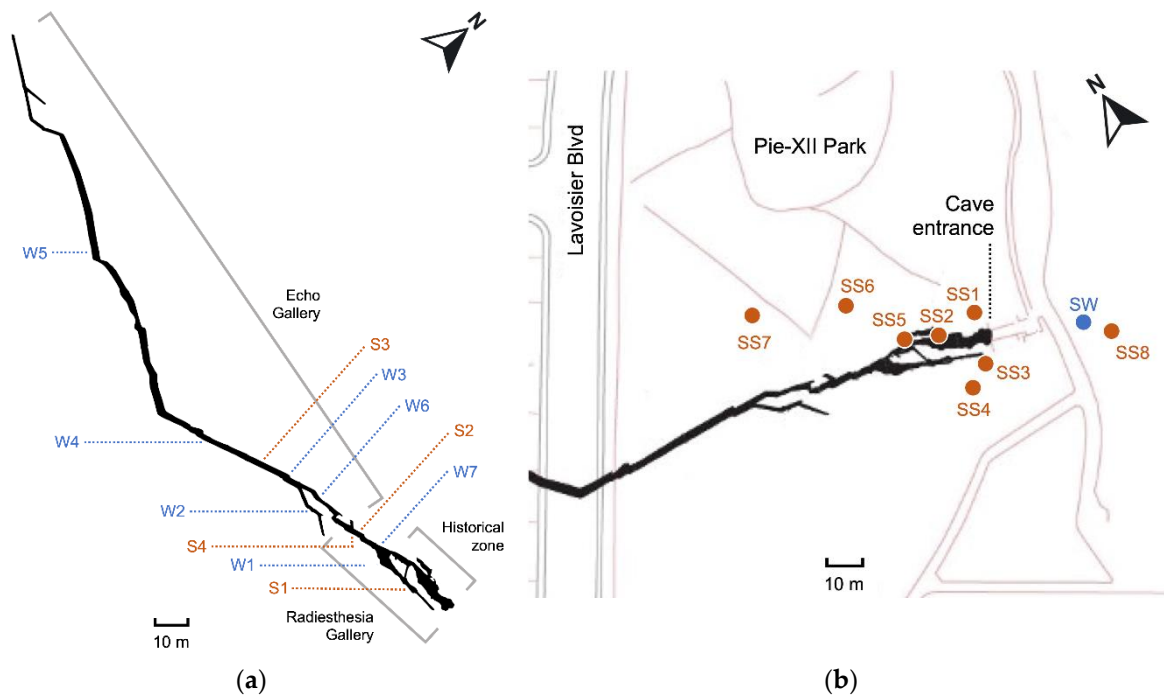 N
W5
Echo
Gallery
S3
W3
W6
W4
S2
W7
W2
Historical
zone
S4
W1
S1
Radiesthesia
Gallery
10 m
(a)
N
Lavoisier Blvd
Pie-XII Park
Cave
entrance
SS6
SS1
SW
SS7
SS5
SS2
SS8
SS3
SS4
10 m
(b)